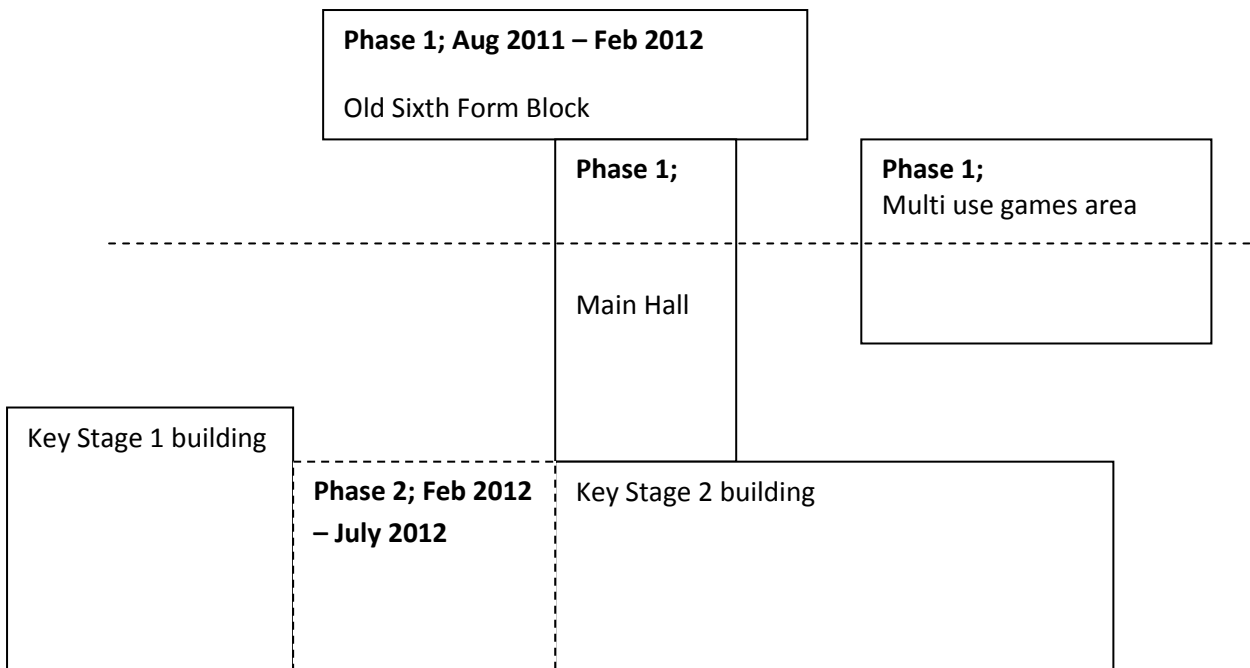 Phase 1; Aug 2011 – Feb 2012
Old Sixth Form Block
Phase 1;
Phase 1;
Multi use games area
Main Hall
Key Stage 1 building
Phase 2; Feb 2012
– July 2012
Key Stage 2 building